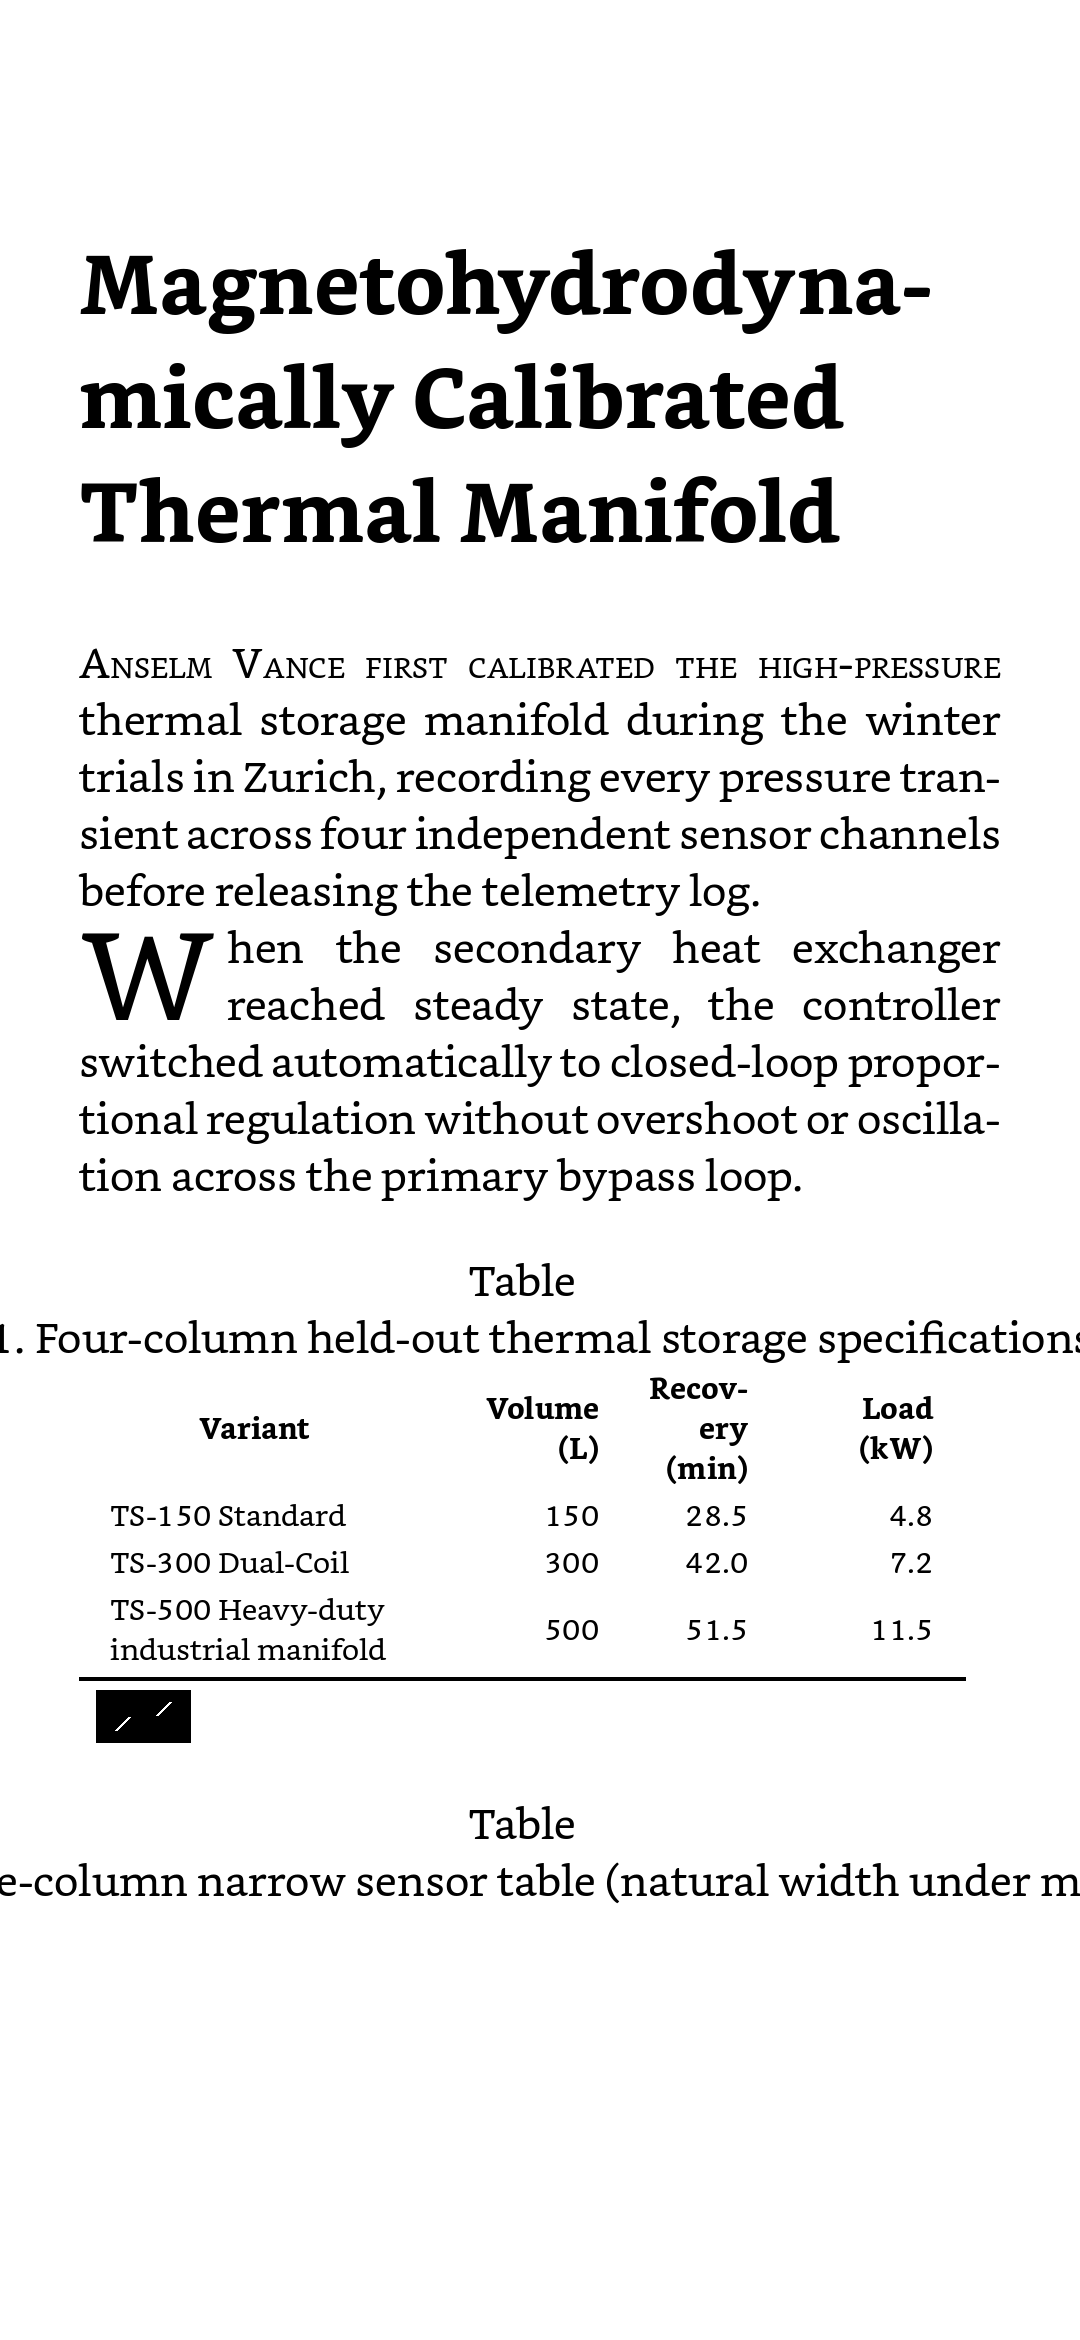 Magnetohydrodyna-
mically Calibrated
Thermal Manifold
Anselm Vance first calibrated the high-pressure
thermal storage manifold during the winter
trials in Zurich, recording every pressure tran-
sient across four independent sensor channels
before releasing the telemetry log.
When the secondary heat exchanger
reached steady state, the controller
switched automatically to closed-loop propor-
tional regulation without overshoot or oscilla-
tion across the primary bypass loop.
Table
1. Four-column held-out thermal storage specifications
Variant Volume (L) Recov-ery (min) Load (kW)
TS-150 Standard 150 28.5 4.8
TS-300 Dual-Coil 300 42.0 7.2
TS-500 Heavy-duty
industrial manifold 500 51.5 11.5
Table
e-column narrow sensor table (natural width under m